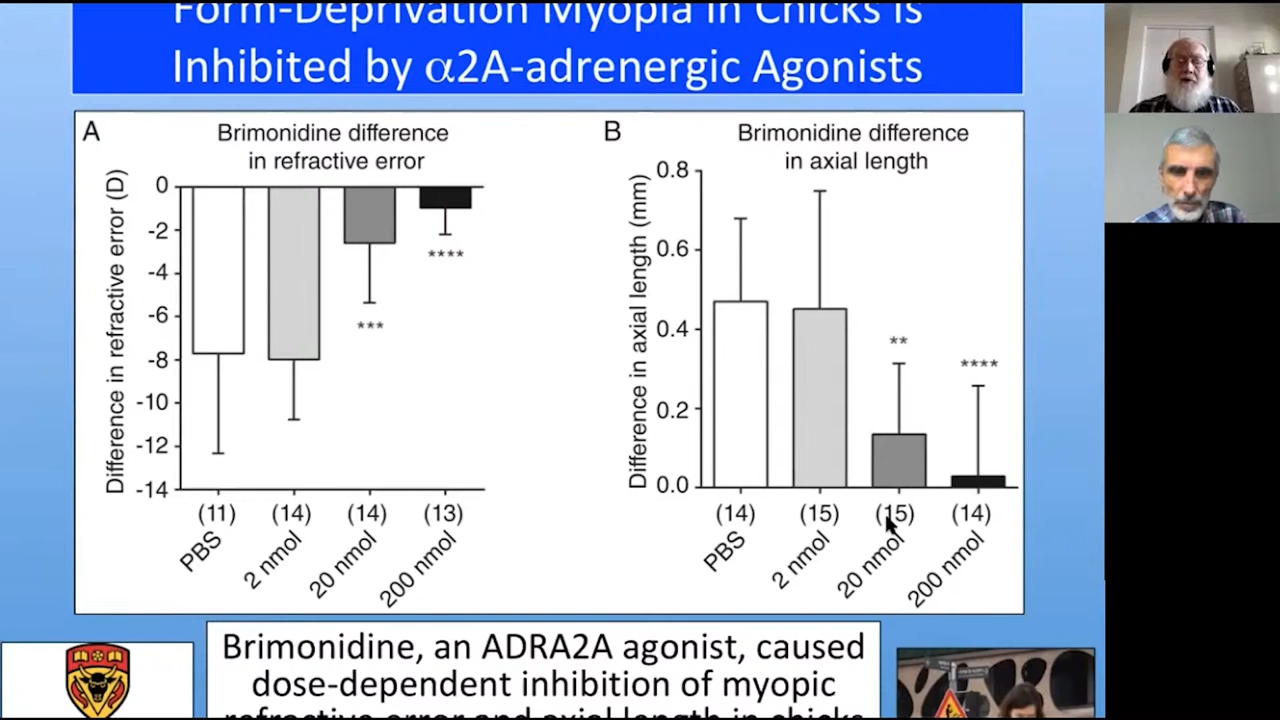 Form-Deprivation Myopia in Chicks is
Inhibited by α2A-adrenergic Agonists
A
Brimonidine difference
in refractive error
Difference in refractive error (D)
0
-2
-4
-6
-8
-10
-12
-14
***
****
(11) (14) (14) (13)
PBS 2 nmol 20 nmol 200 nmol
B
Brimonidine difference
in axial length
Difference in axial length (mm)
0.8
0.6
0.4
0.2
0.0
**
****
(14) (15) (15) (14)
PBS 2 nmol 20 nmol 200 nmol
Brimonidine, an ADRA2A agonist, caused
dose-dependent inhibition of myopic
refractive error and axial length in chicks